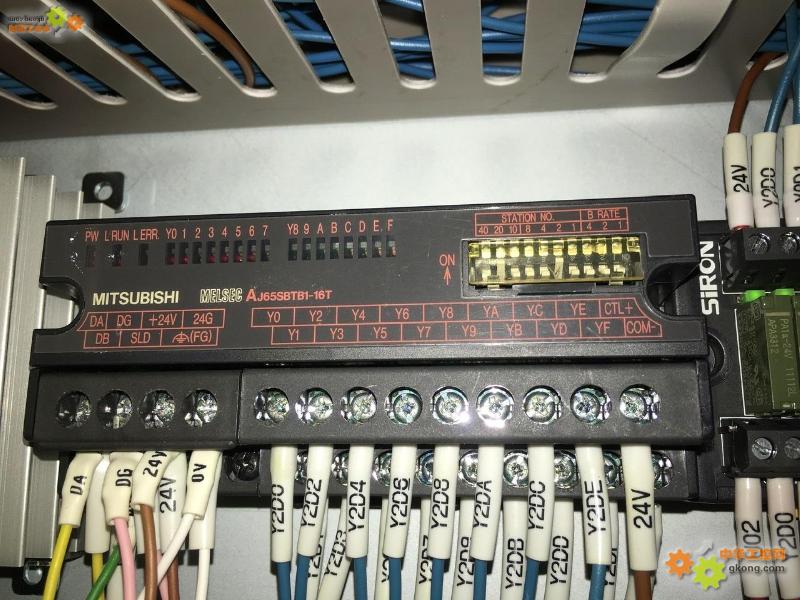 24V
Y2D0
Y2D1
STATION NO.
B RATE
40 20 10 8 4 2 1 4 2 1
PW L RUN L ERR. Y0 1 2 3 4 5 6 7 Y8 9 A B C D E F
ON
SiRON
MITSUBISHI MELSEC AJ65SBTB1-16T
DA DG +24V 24G Y0 Y2 Y4 Y6 Y8 YA YC YE CTL+
DB SLD (FG) Y1 Y3 Y5 Y7 Y9 YB YD YF COM-
DA DG 24V 24V 0V Y2D0 Y2D2 Y2D4 Y2D6 Y2D8 Y2DA Y2DC Y2DE 24V
Y2DB Y2DD
中华工控网
gkong.com